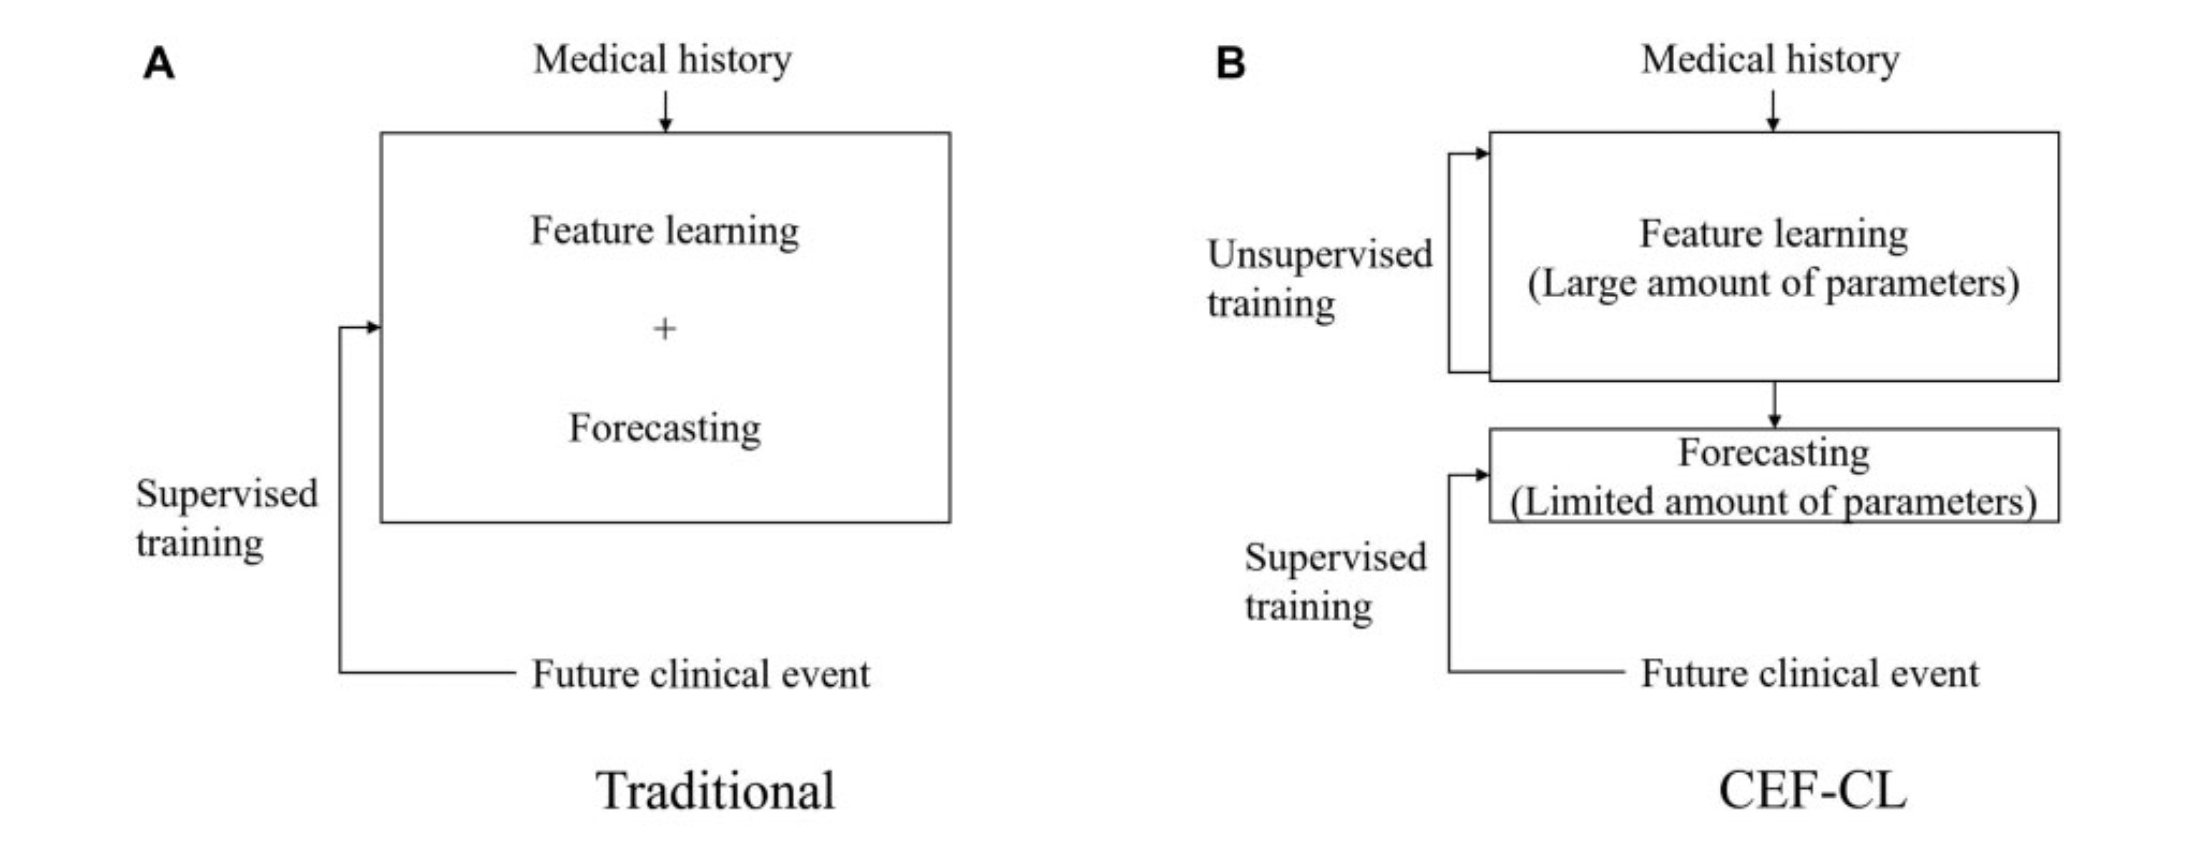 A
Medical history
Feature learning
+
Forecasting
Supervised
training
Future clinical event
Traditional
B
Medical history
Unsupervised
training
Feature learning
(Large amount of parameters)
Forecasting
(Limited amount of parameters)
Supervised
training
Future clinical event
CEF-CL